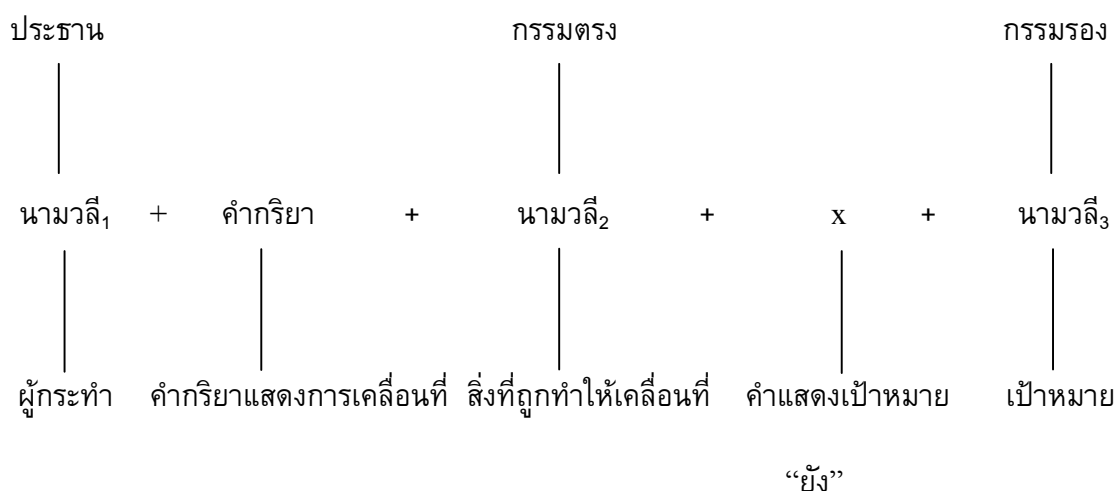 ประธาน กรรมตรง กรรมรอง
นามวลี₁ + คำกริยา + นามวลี₂ + x + นามวลี₃
ผู้กระทำ คำกริยาแสดงการเคลื่อนที่ สิ่งที่ถูกทำให้เคลื่อนที่ คำแสดงเป้าหมาย เป้าหมาย
“ยัง”